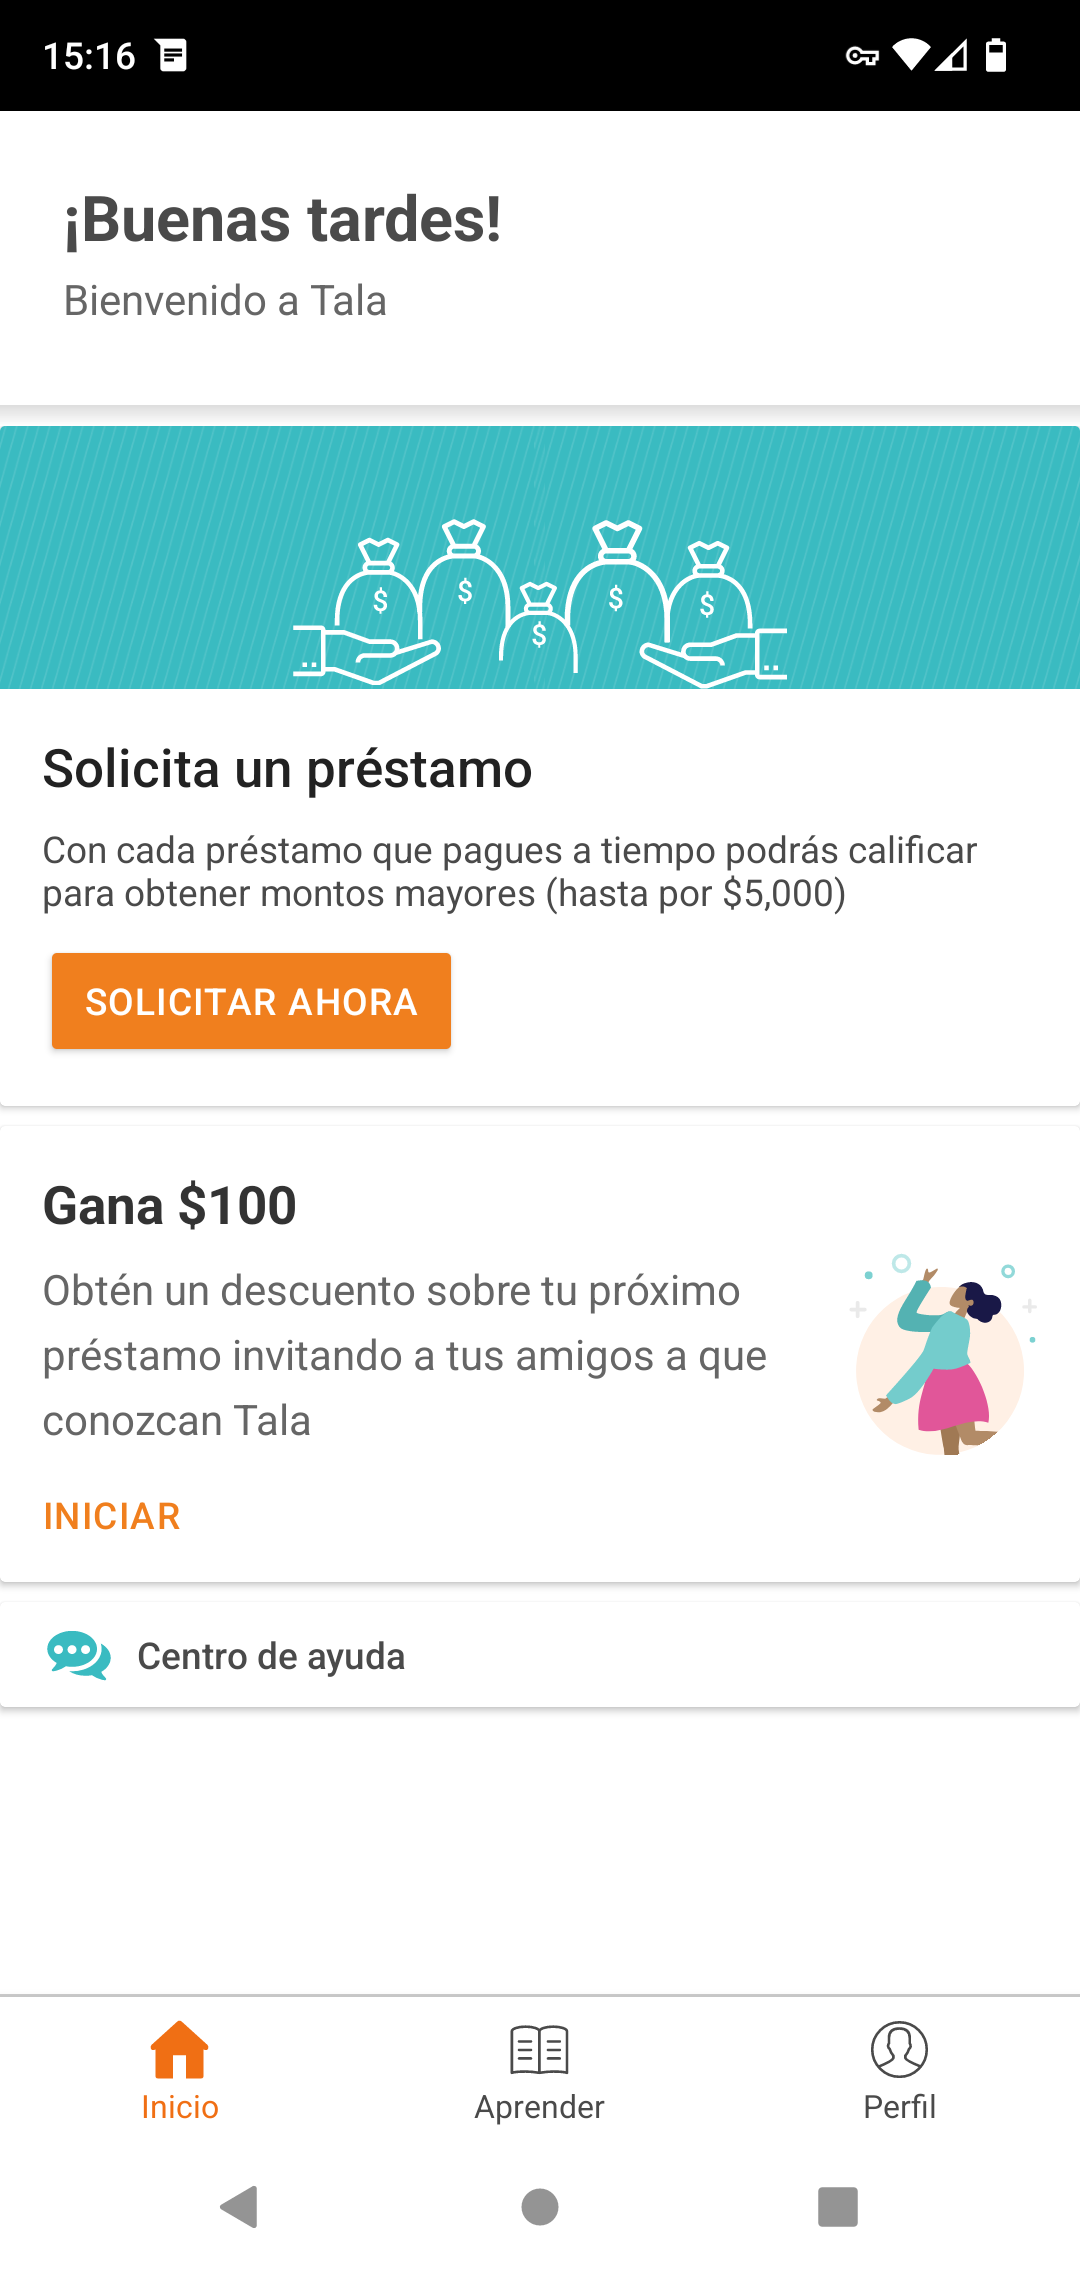 15:16
¡Buenas tardes!
Bienvenido a Tala
$ $ $ $ $
Solicita un préstamo
Con cada préstamo que pagues a tiempo podrás calificar
para obtener montos mayores (hasta por $5,000)
SOLICITAR AHORA
Gana $100
Obtén un descuento sobre tu próximo
préstamo invitando a tus amigos a que
conozcan Tala
INICIAR
Centro de ayuda
Inicio Aprender Perfil